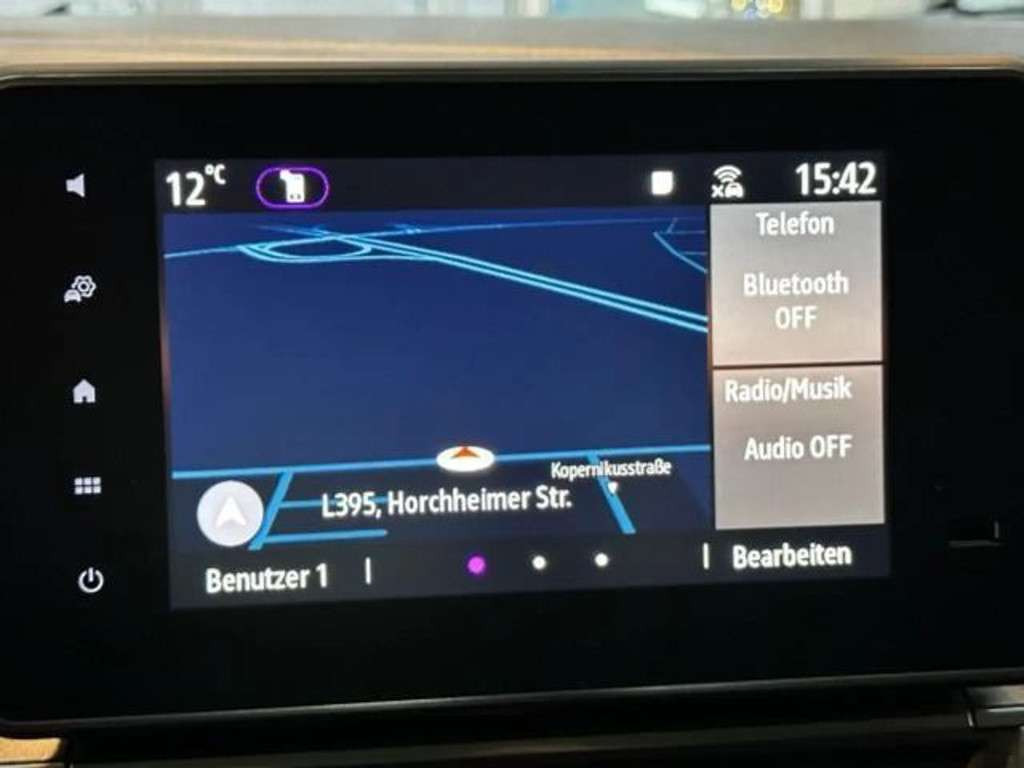 12°C
15:42
Telefon
Bluetooth
OFF
Radio/Musik
Audio OFF
Kopernikusstraße
L395, Horchheimer Str.
Benutzer 1
Bearbeiten